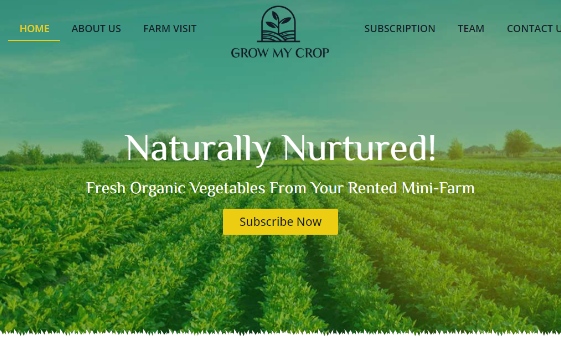 HOME
ABOUT US
FARM VISIT
GROW MY CROP
SUBSCRIPTION
TEAM
CONTACT U
Naturally Nurtured!
Fresh Organic Vegetables From Your Rented Mini-Farm
Subscribe Now